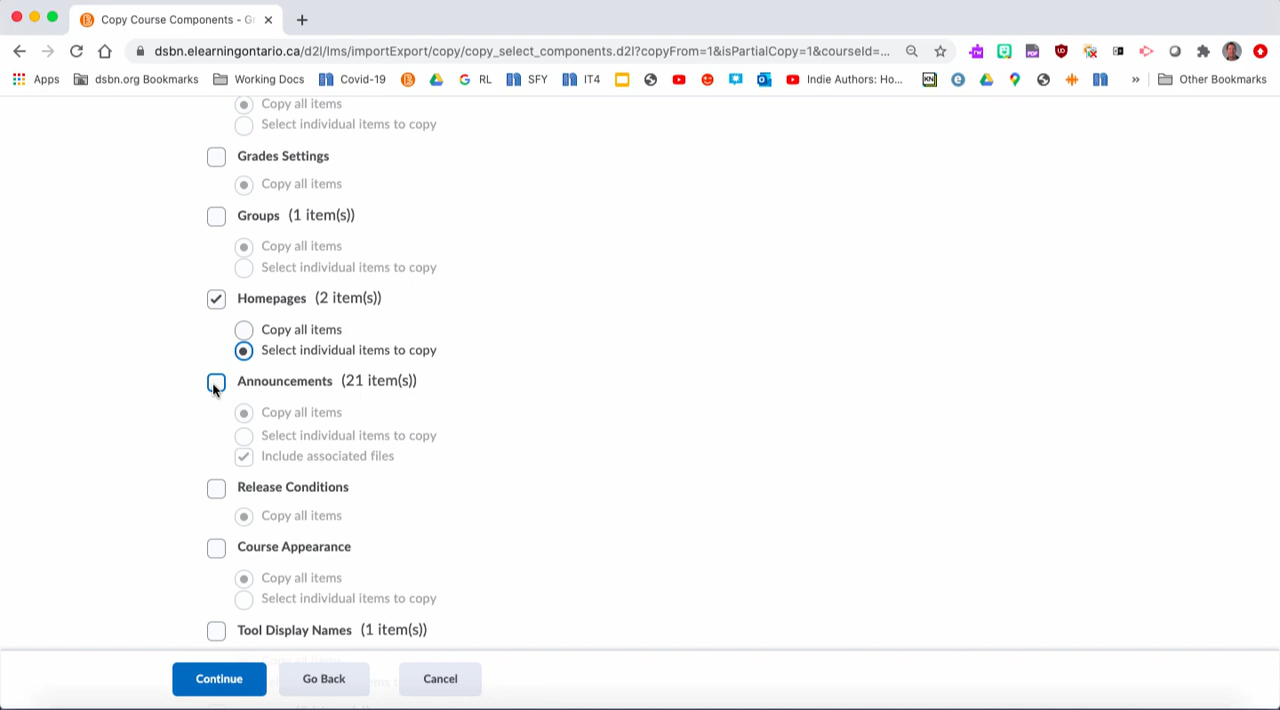 Copy Course Components - Gr
dsbn.elearningontario.ca/d2l/lms/importExport/copy/copy_select_components.d2l?copyFrom=1&isPartialCopy=1&courseId=...
Apps dsbn.org Bookmarks Working Docs Covid-19 RL SFY IT4 Indie Authors: Ho... KN » Other Bookmarks
Copy all items
Select individual items to copy
Grades Settings
Copy all items
Groups (1 item(s))
Copy all items
Select individual items to copy
Homepages (2 item(s))
Copy all items
Select individual items to copy
Announcements (21 item(s))
Copy all items
Select individual items to copy
Include associated files
Release Conditions
Copy all items
Course Appearance
Copy all items
Select individual items to copy
Tool Display Names (1 item(s))
Continue Go Back Cancel